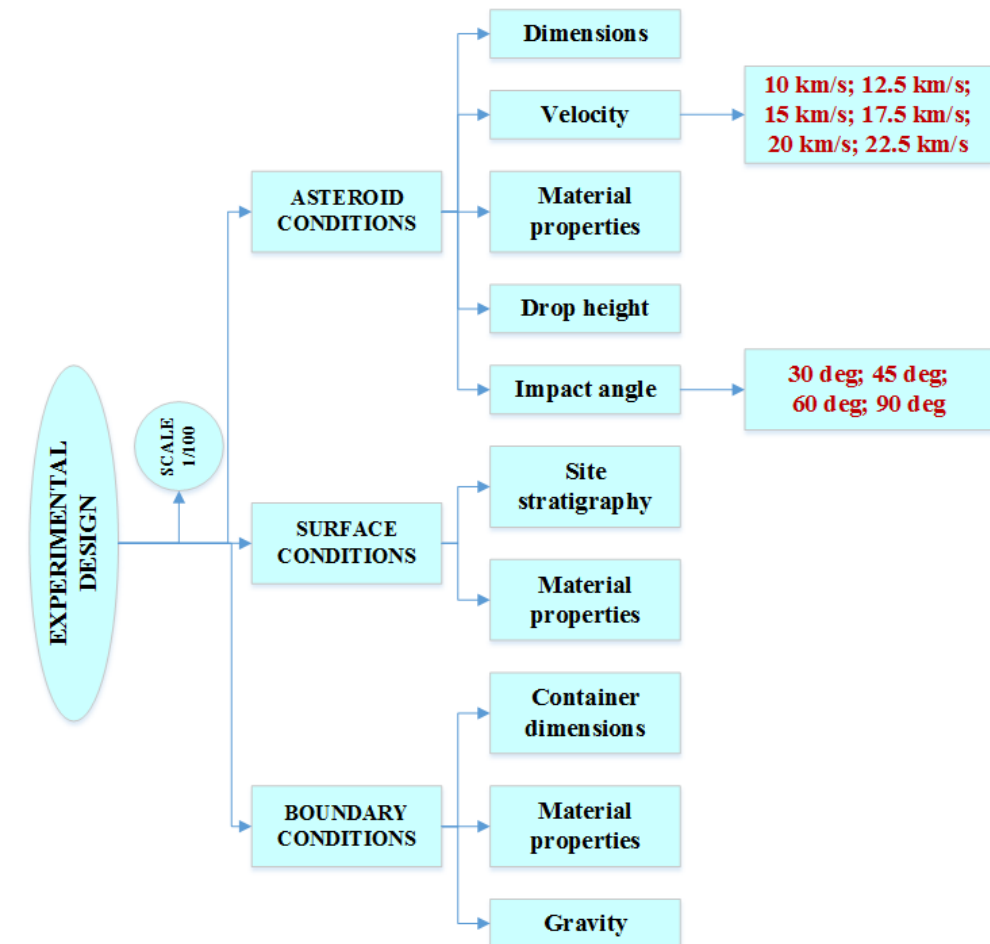 EXPERIMENTAL
DESIGN
SCALE
1/100
ASTEROID
CONDITIONS
Dimensions
Velocity
10 km/s; 12.5 km/s;
15 km/s; 17.5 km/s;
20 km/s; 22.5 km/s
Material
properties
Drop height
Impact angle
30 deg; 45 deg;
60 deg; 90 deg
SURFACE
CONDITIONS
Site
stratigraphy
Material
properties
BOUNDARY
CONDITIONS
Container
dimensions
Material
properties
Gravity